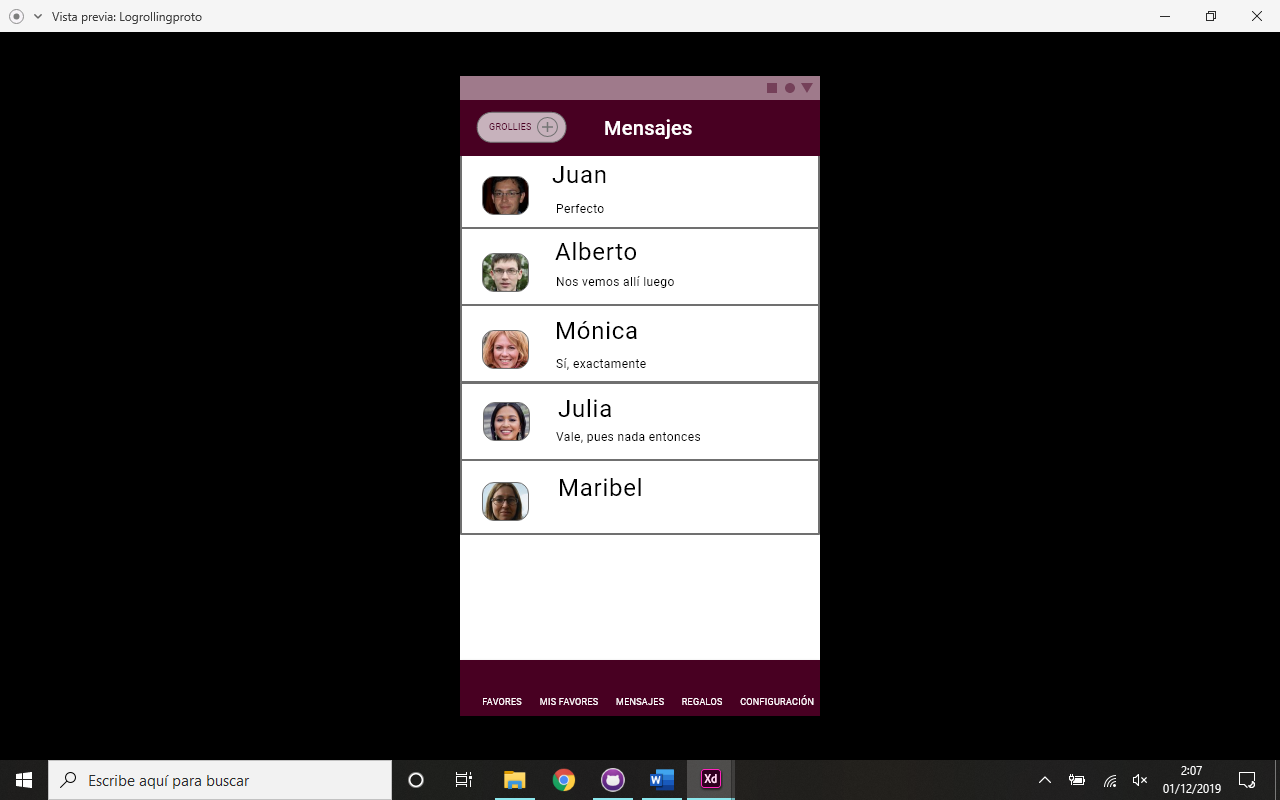 Vista previa: Logrollingproto
GROLLIES
Mensajes
Juan
Perfecto
Alberto
Nos vemos allí luego
Mónica
Sí, exactamente
Julia
Vale, pues nada entonces
Maribel
FAVORES MIS FAVORES MENSAJES REGALOS CONFIGURACIÓN
Escribe aquí para buscar
W
Xd
2:07
01/12/2019